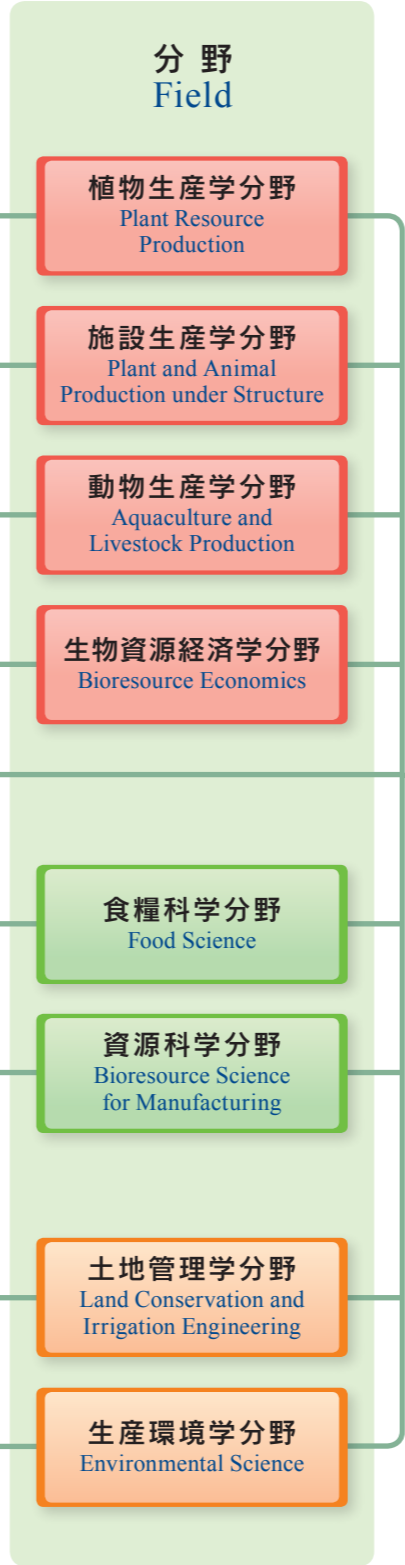 分 野
Field
植物生産学分野
Plant Resource
Production
施設生産学分野
Plant and Animal
Production under Structure
動物生産学分野
Aquaculture and
Livestock Production
生物資源経済学分野
Bioresource Economics
食糧科学分野
Food Science
資源科学分野
Bioresource Science
for Manufacturing
土地管理学分野
Land Conservation and
Irrigation Engineering
生産環境学分野
Environmental Science